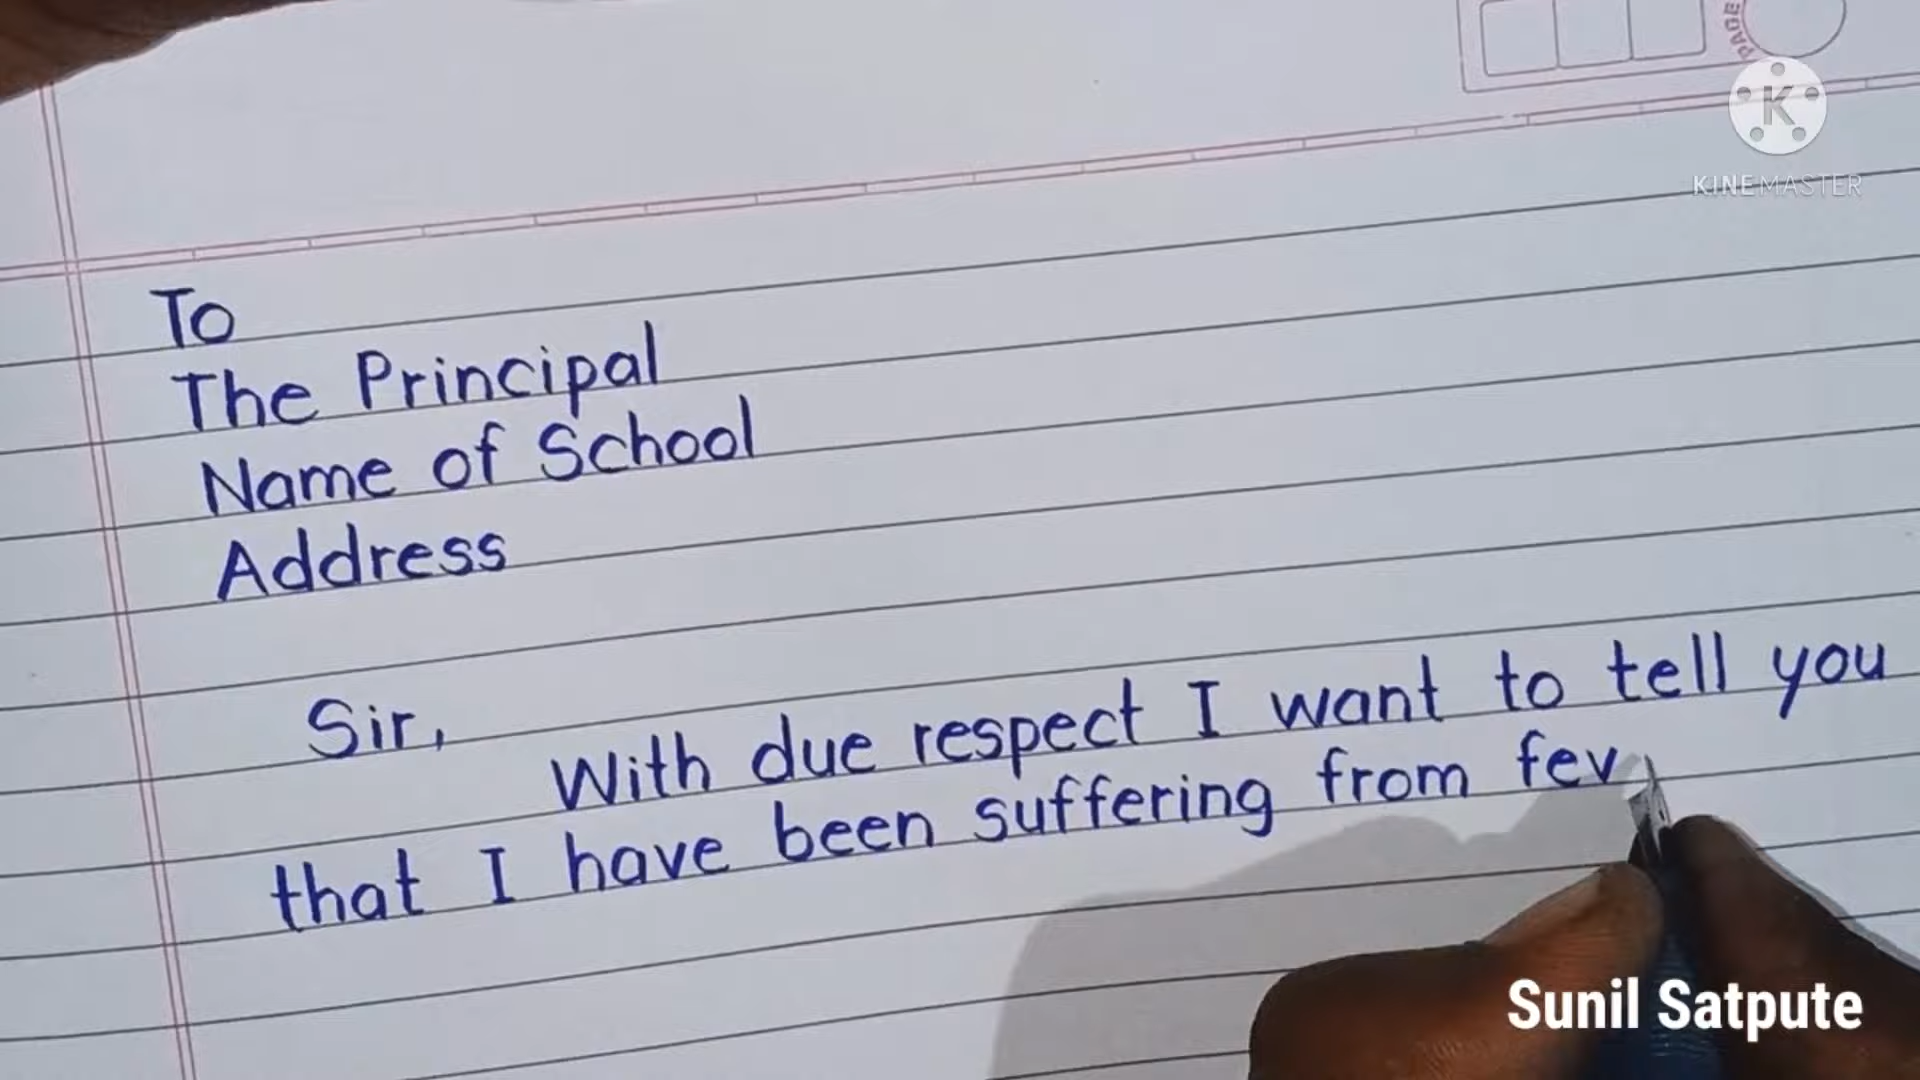 PAGE
K
KINEMASTER
To
The Principal
Name of School
Address
Sir,
With due respect I want to tell you
that I have been suffering from fev
Sunil Satpute